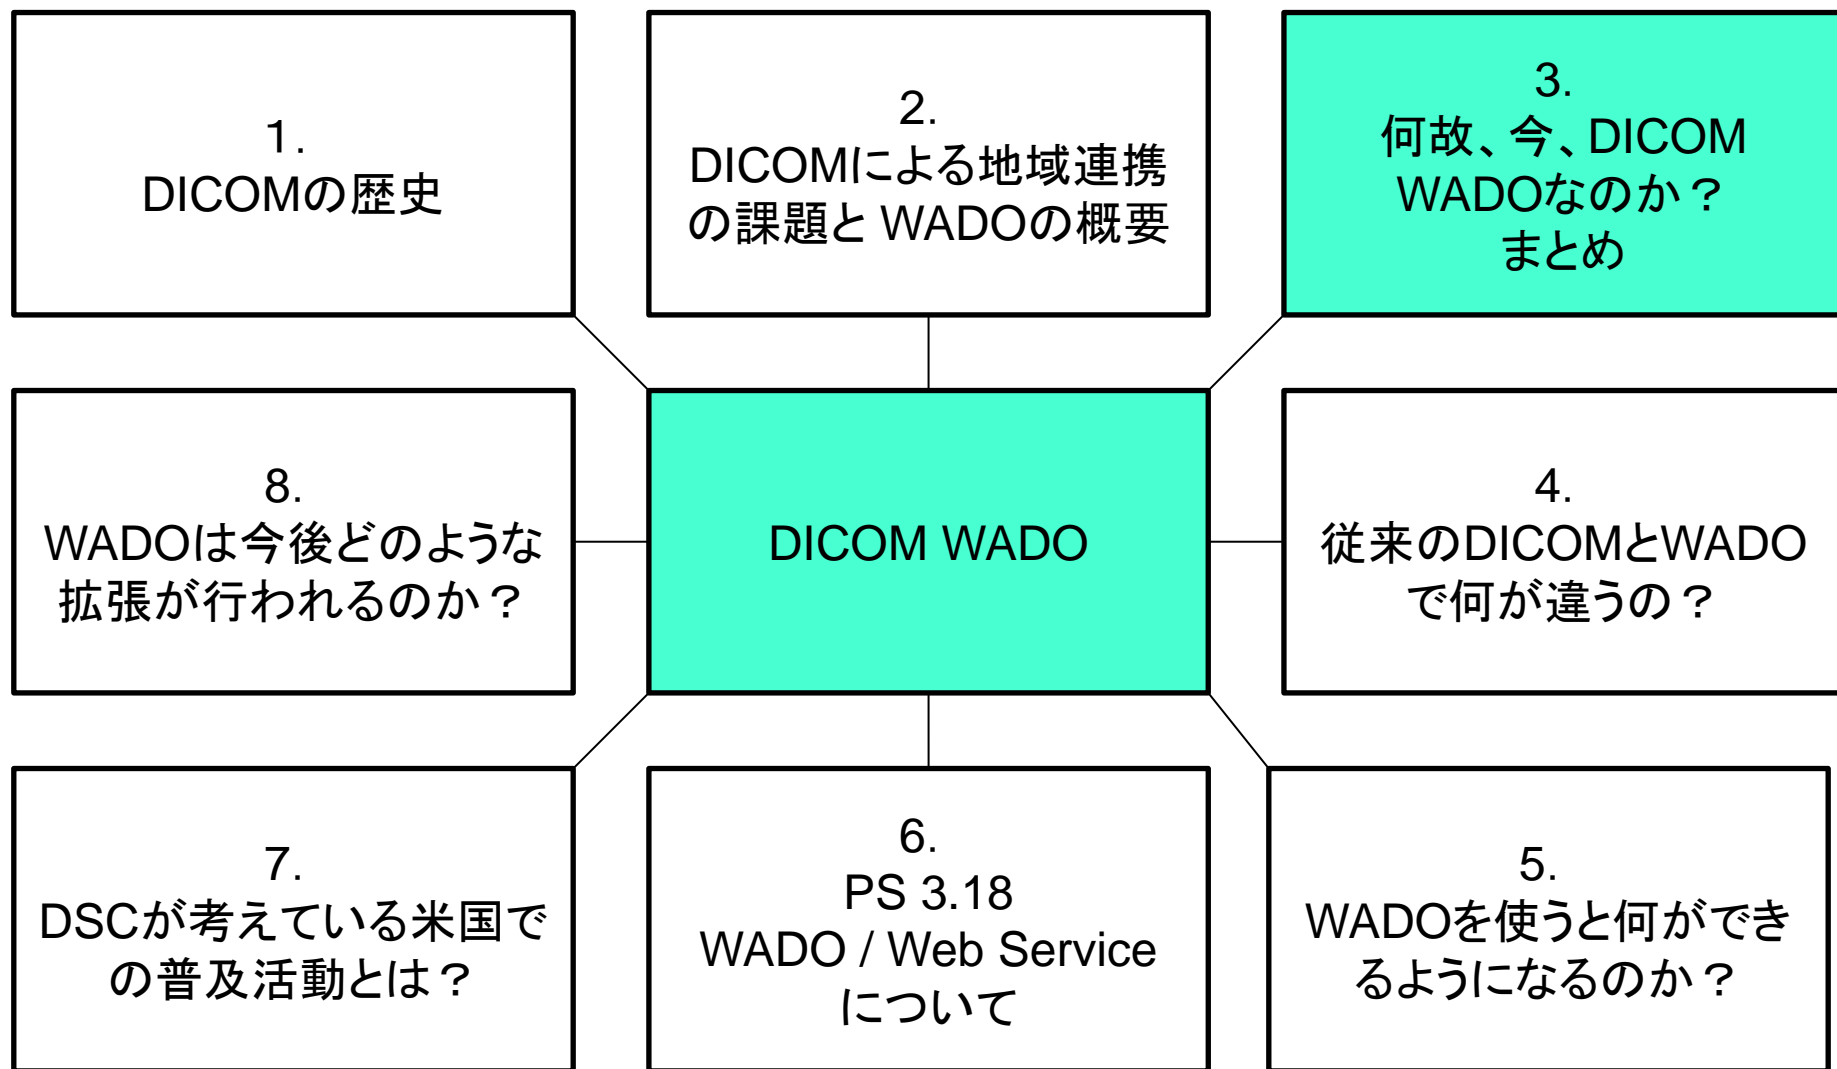 1.
DICOMの歴史
2.
DICOMによる地域連携
の課題と WADOの概要
3.
何故、今、DICOM
WADOなのか？
まとめ
8.
WADOは今後どのような
拡張が行われるのか？
DICOM WADO
4.
従来のDICOMとWADO
で何が違うの？
7.
DSCが考えている米国で
の普及活動とは？
6.
PS 3.18
WADO / Web Service
について
5.
WADOを使うと何ができ
るようになるのか？